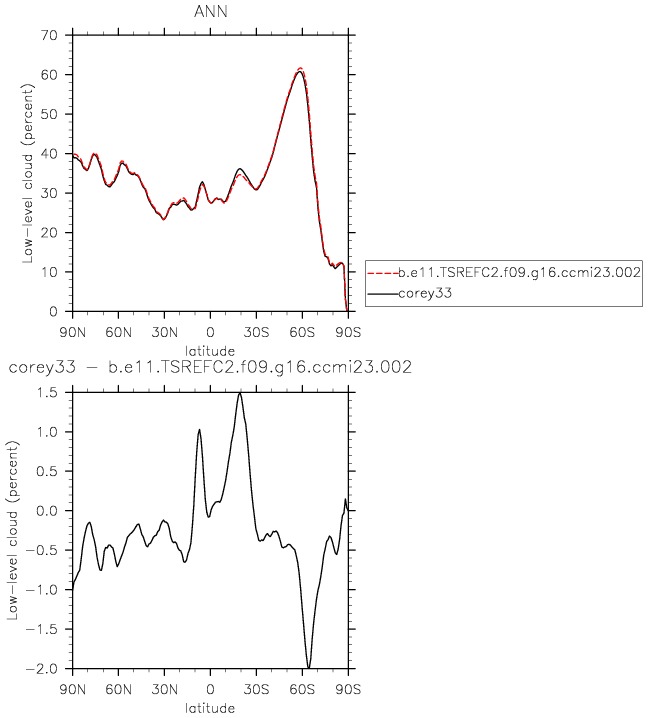 ANN
Low-level cloud (percent)
70
60
50
40
30
20
10
0
90N 60N 30N 0 30S 60S 90S
latitude
b.e11.TSREFC2.f09.g16.ccmi23.002
corey33
corey33 - b.e11.TSREFC2.f09.g16.ccmi23.002
Low-level cloud (percent)
1.5
1.0
0.5
0.0
-0.5
-1.0
-1.5
-2.0
90N 60N 30N 0 30S 60S 90S
latitude